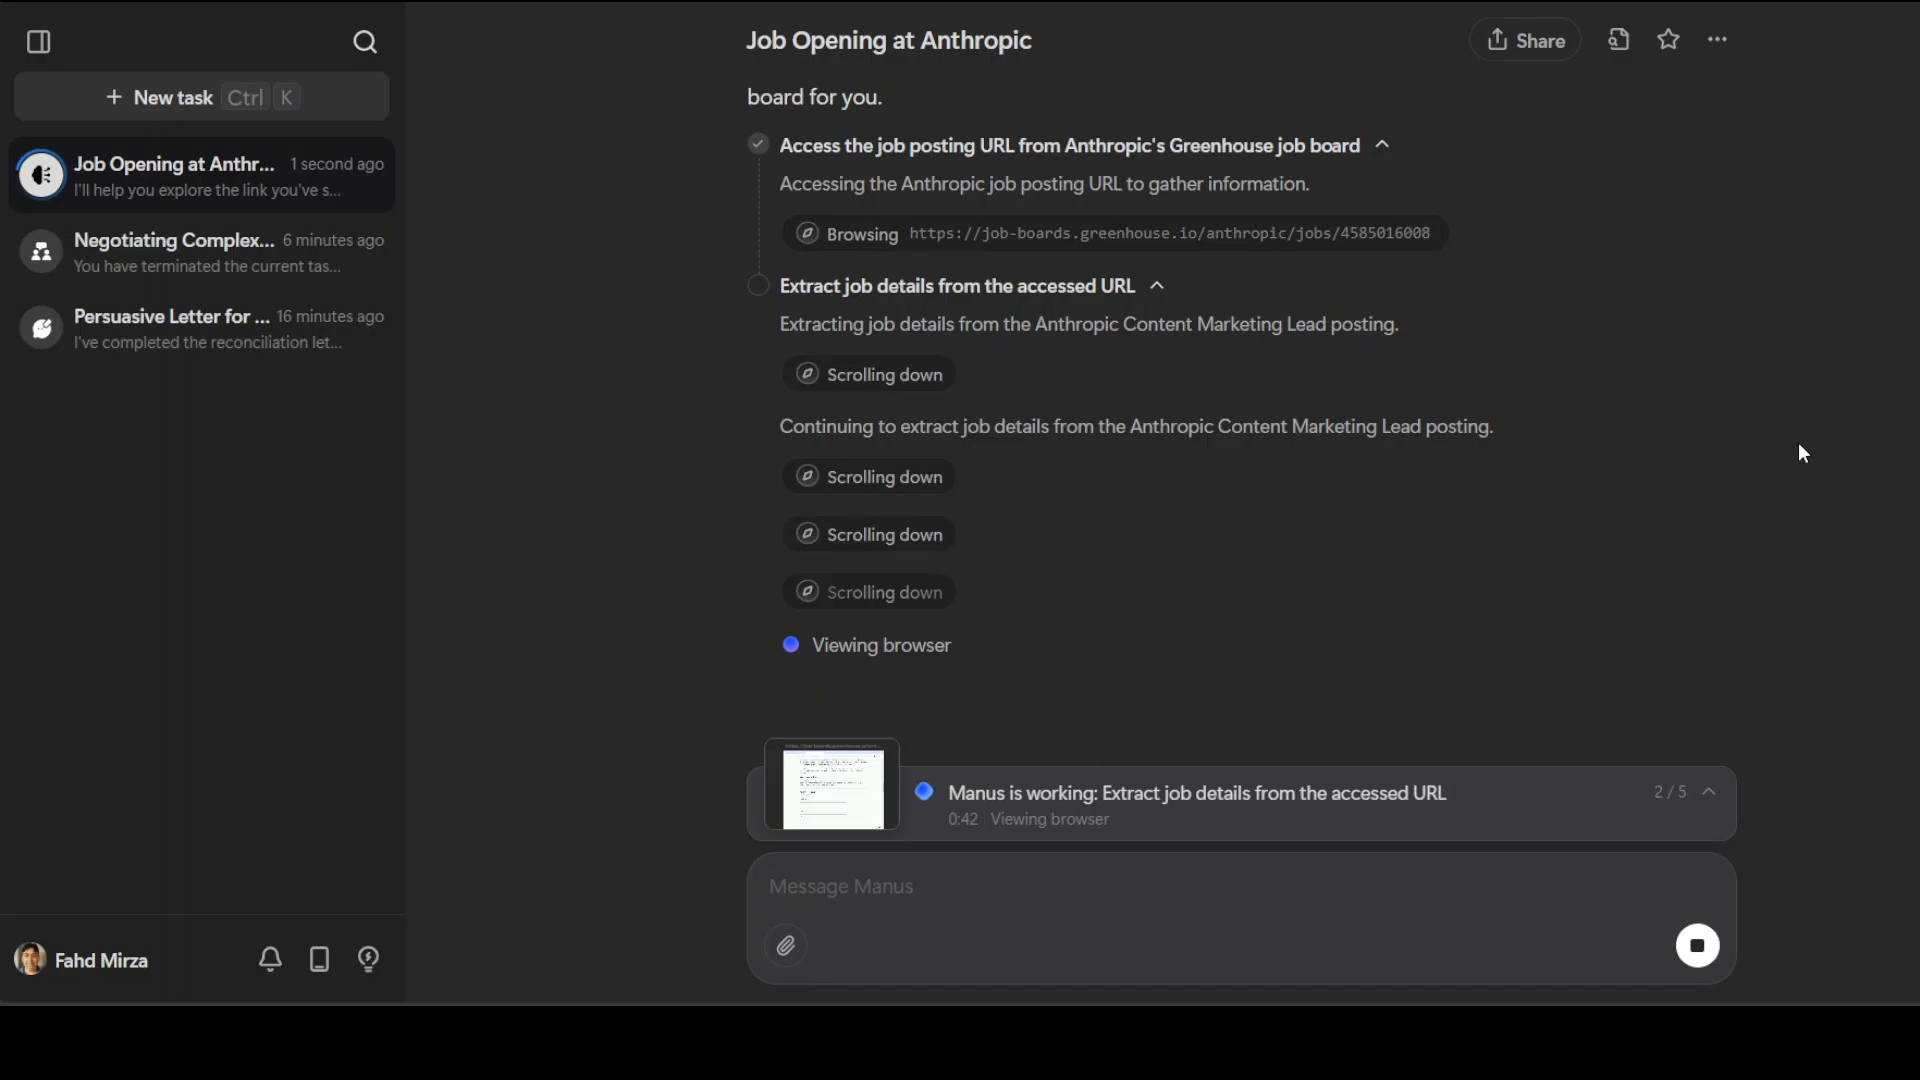 New task Ctrl K
Job Opening at Anthr... 1 second ago
I'll help you explore the link you've s...
Negotiating Complex... 6 minutes ago
You have terminated the current tas...
Persuasive Letter for ... 16 minutes ago
I've completed the reconciliation let...
Fahd Mirza
Job Opening at Anthropic
Share
board for you.
Access the job posting URL from Anthropic's Greenhouse job board
Accessing the Anthropic job posting URL to gather information.
Browsing https://job-boards.greenhouse.io/anthropic/jobs/4585016008
Extract job details from the accessed URL
Extracting job details from the Anthropic Content Marketing Lead posting.
Scrolling down
Continuing to extract job details from the Anthropic Content Marketing Lead posting.
Scrolling down
Scrolling down
Scrolling down
Viewing browser
Manus is working: Extract job details from the accessed URL 2 / 5
0:42 Viewing browser
Message Manus